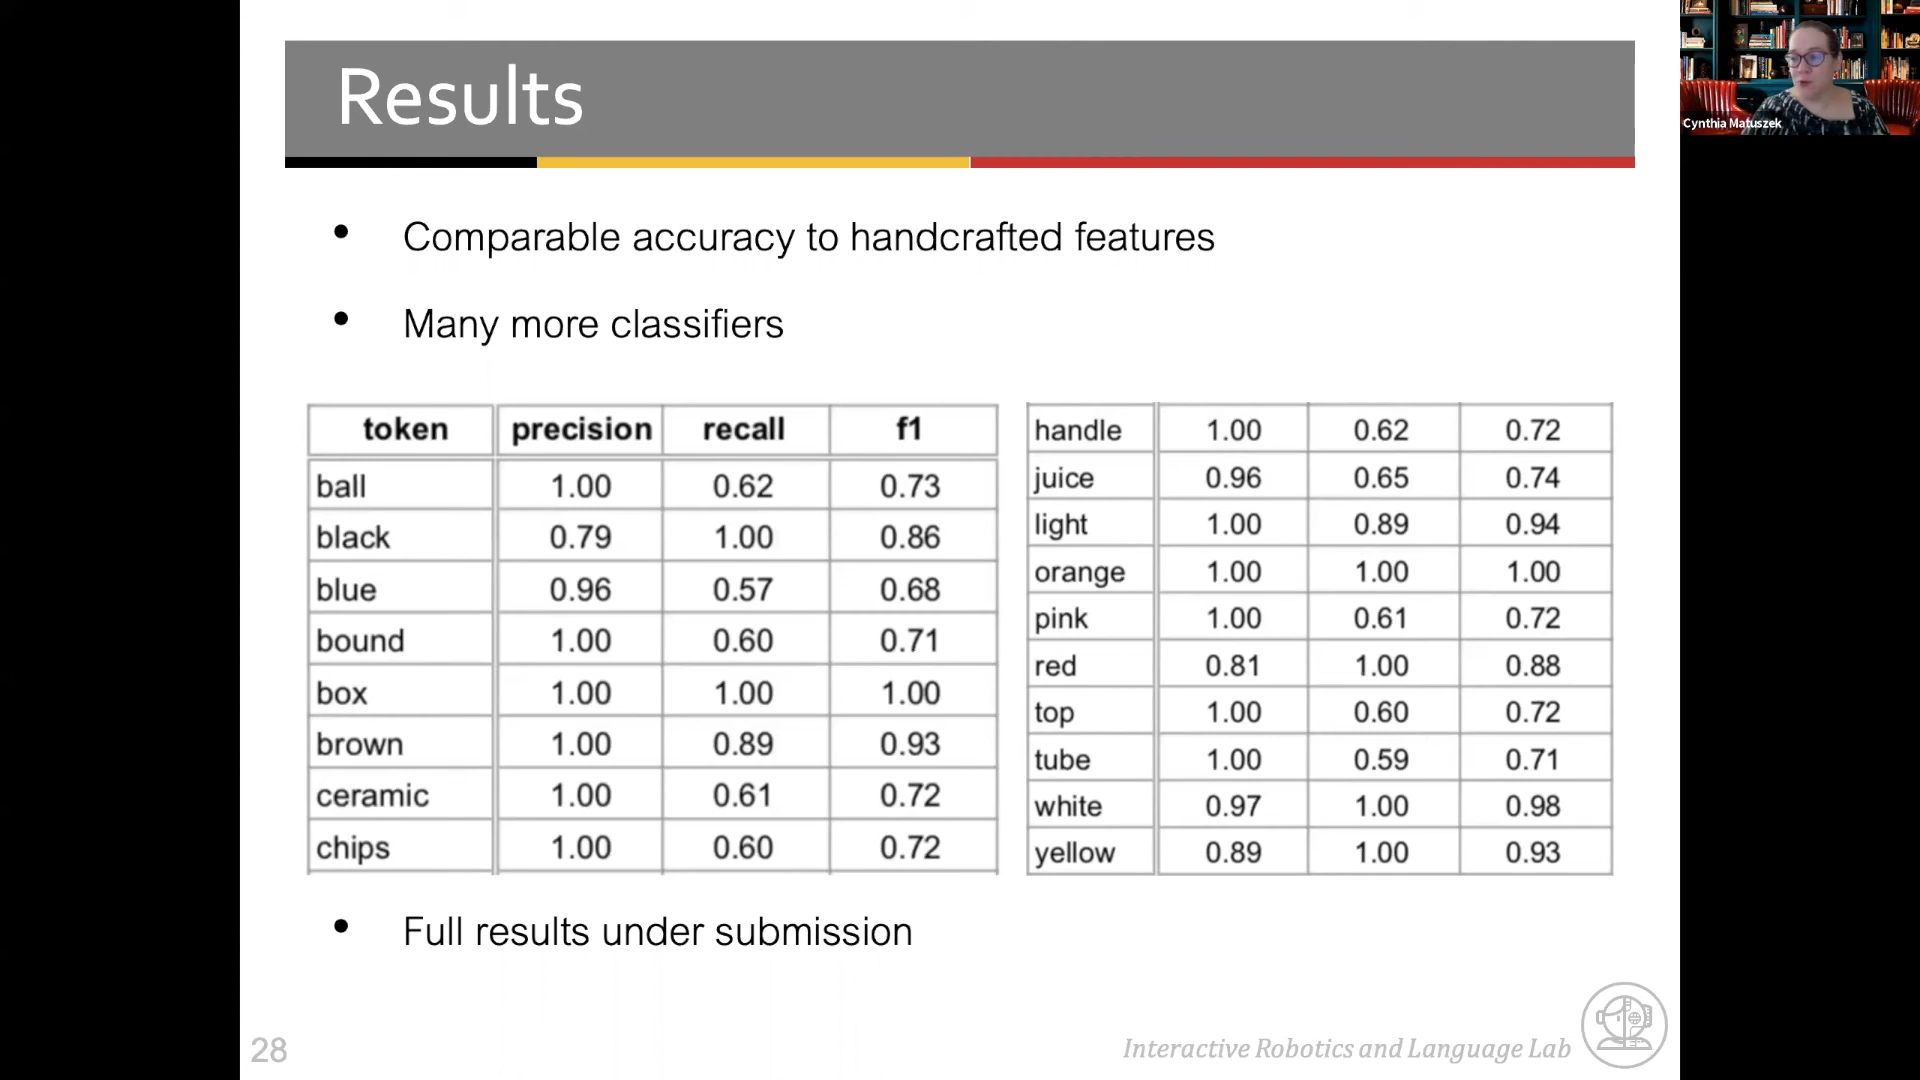 Results
Cynthia Matuszek
• Comparable accuracy to handcrafted features
• Many more classifiers
token precision recall f1
ball 1.00 0.62 0.73
black 0.79 1.00 0.86
blue 0.96 0.57 0.68
bound 1.00 0.60 0.71
box 1.00 1.00 1.00
brown 1.00 0.89 0.93
ceramic 1.00 0.61 0.72
chips 1.00 0.60 0.72
handle 1.00 0.62 0.72
juice 0.96 0.65 0.74
light 1.00 0.89 0.94
orange 1.00 1.00 1.00
pink 1.00 0.61 0.72
red 0.81 1.00 0.88
top 1.00 0.60 0.72
tube 1.00 0.59 0.71
white 0.97 1.00 0.98
yellow 0.89 1.00 0.93
• Full results under submission
28
Interactive Robotics and Language Lab